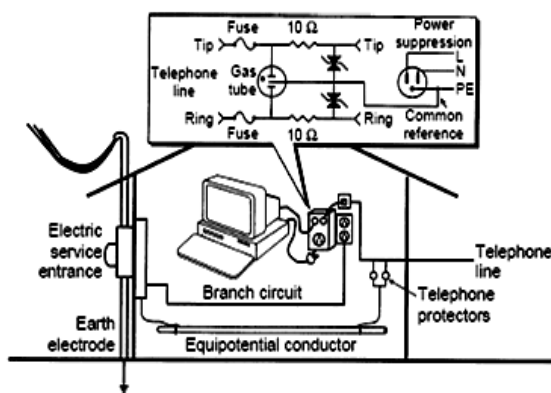 Fuse 10 Ω
Tip Tip
Power
suppression
L
N
PE
Telephone
line
Gas
tube
Common
reference
Ring Ring
Fuse 10 Ω
Electric
service
entrance
Branch circuit
Telephone
line
Telephone
protectors
Earth
electrode
Equipotential conductor